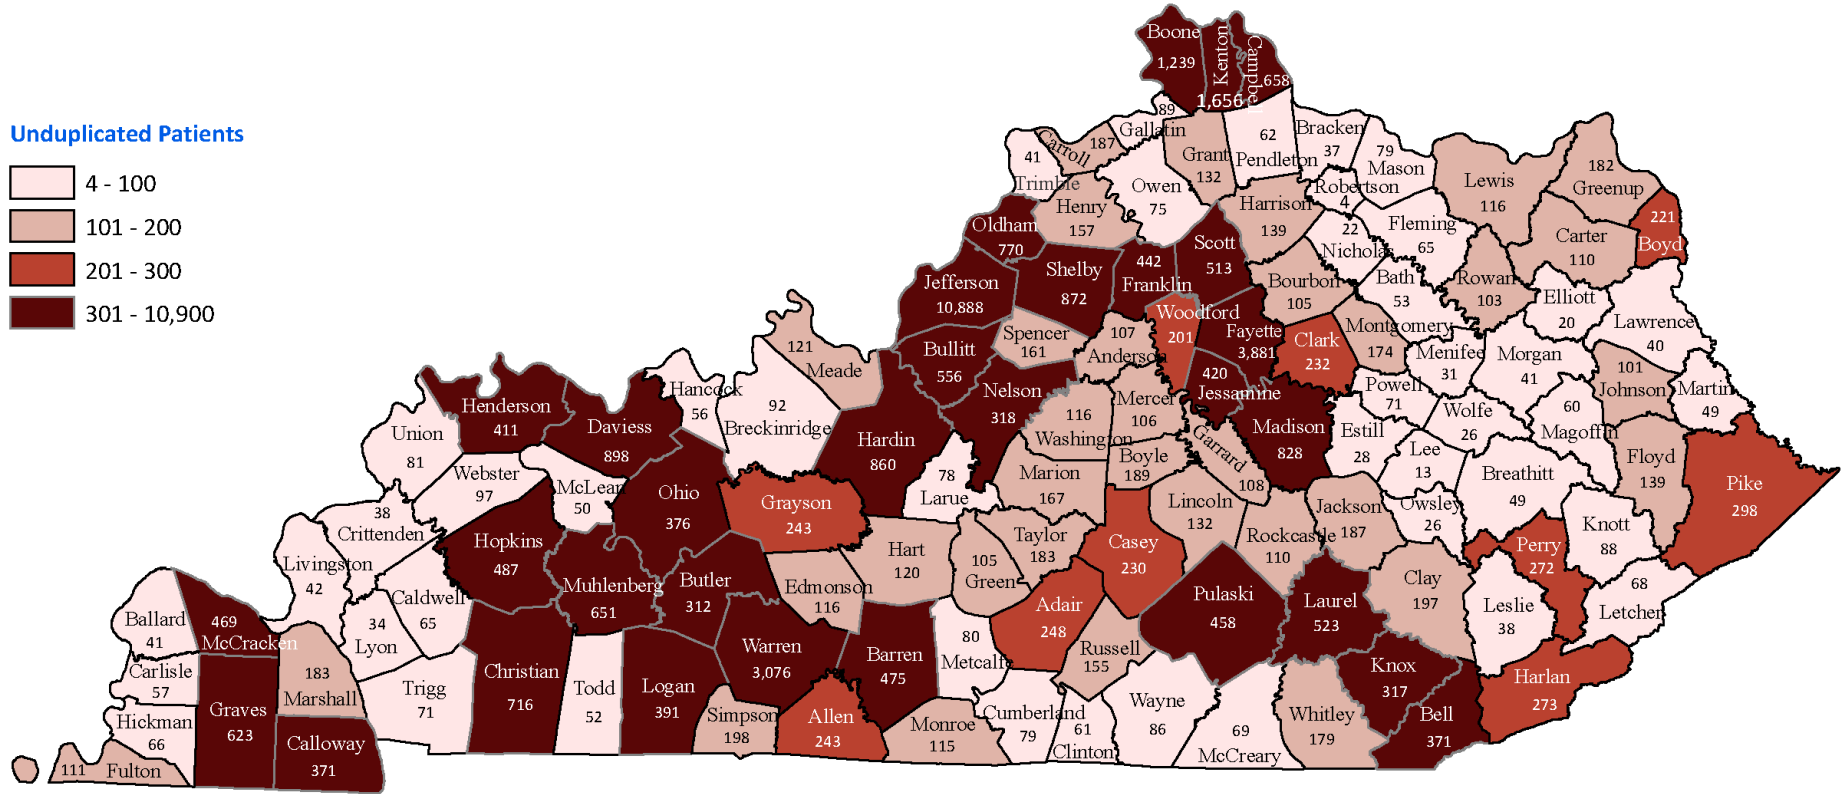 Unduplicated Patients
4 - 100
101 - 200
201 - 300
301 - 10,900
Boone
1,239
Kenton
1,656
Campbell
658
89
Gallatin
Carroll
187
41
Trimble
Grant
132
62
Pendleton
Bracken
37
79
Mason
Robertson
4
Lewis
116
182
Greenup
221
Boyd
Carter
110
Owen
75
Henry
157
Harrison
139
22
Nicholas
Fleming
65
Oldham
770
Scott
513
442
Franklin
Shelby
872
Jefferson
10,888
Bourbon
105
Bath
53
Rowan
103
Elliott
20
Lawrence
40
Woodford
201
Fayette
3,881
Clark
232
Montgomery
174
Menifee
31
Morgan
41
101
Johnson
Martin
49
Spencer
161
107
Anderson
Bullitt
556
Nelson
318
420
Jessamine
Powell
71
Wolfe
26
60
Magoffin
121
Meade
Hancock
56
92
Breckinridge
Hardin
860
116
Washington
Mercer
106
Garrard
108
Madison
828
Estill
28
Lee
13
Breathitt
49
Floyd
139
Pike
298
Henderson
411
Daviess
898
Union
81
Webster
97
McLean
50
Ohio
376
Grayson
243
78
Larue
Marion
167
Boyle
189
Lincoln
132
Rockcastle
110
Jackson
187
Owsley
26
Knott
88
Perry
272
38
Crittenden
Livingston
42
Hopkins
487
Muhlenberg
651
Butler
312
Edmonson
116
Hart
120
105
Green
Taylor
183
Casey
230
Adair
248
Pulaski
458
Laurel
523
Clay
197
Leslie
38
68
Letcher
Ballard
41
469
McCracken
34
Lyon
Caldwell
65
Carlisle
57
183
Marshall
Trigg
71
Christian
716
Todd
52
Logan
391
Warren
3,076
Barren
475
80
Metcalfe
Russell
155
Knox
317
Harlan
273
Hickman
66
Graves
623
Simpson
198
Allen
243
Monroe
115
Cumberland
79
61
Clinton
Wayne
86
69
McCreary
Whitley
179
Bell
371
111
Fulton
Calloway
371